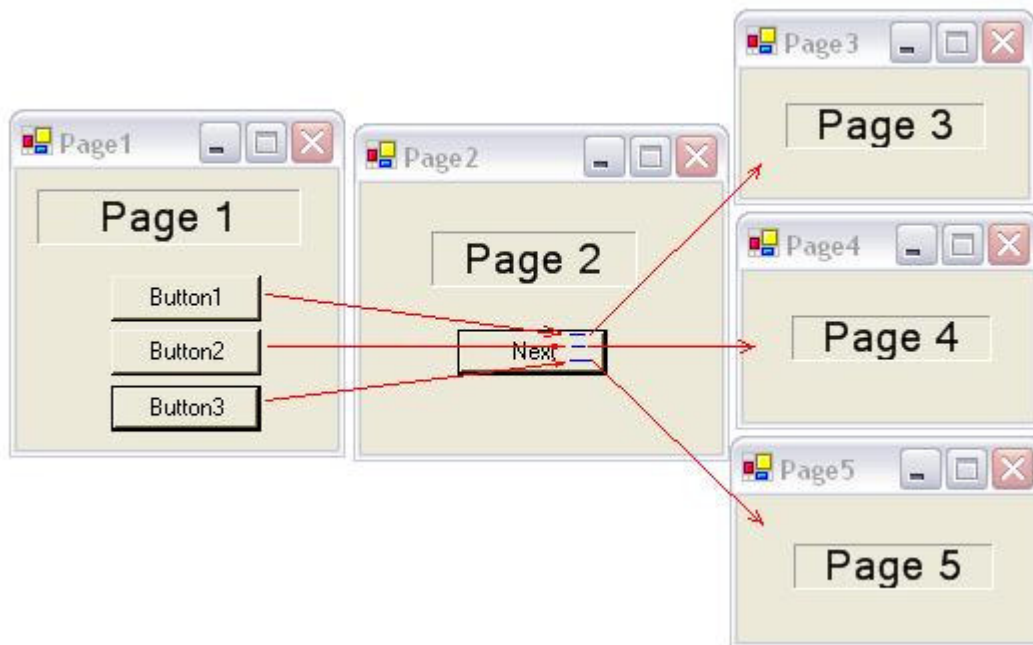 Page1
Page 1
Button1
Button2
Button3
Page2
Page 2
Next
Page3
Page 3
Page4
Page 4
Page5
Page 5